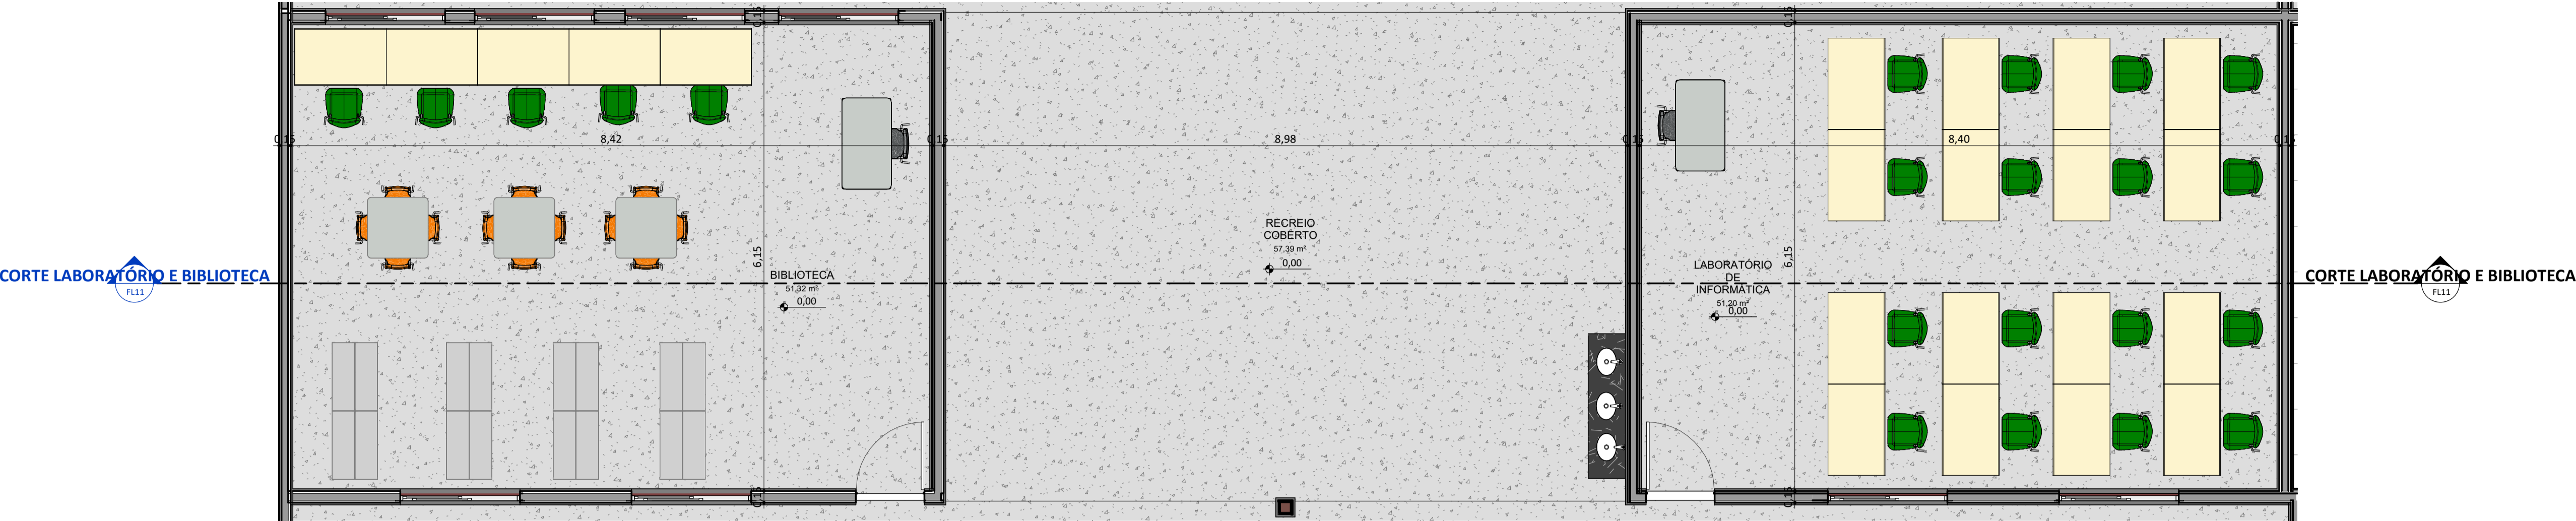 0,15
0,15
0,15
8,42
0,15
8,98
0,15
8,40
0,15
RECREIO
COBERTO
57,39 m²
0,00
6,15
6,15
BIBLIOTECA
51,32 m²
0,00
LABORATÓRIO
DE
INFORMÁTICA
51,20 m²
0,00
CORTE LABORATÓRIO E BIBLIOTECA
FL11
CORTE LABORATÓRIO E BIBLIOTECA
FL11
0,15
0,15